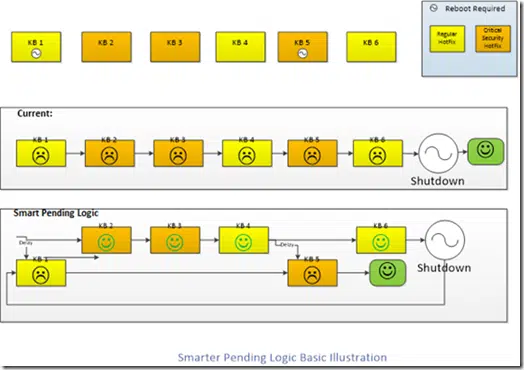 Reboot Required
KB 1
KB 2
KB 3
KB 4
KB 5
KB 6
Regular
Hotfix
Critical
Security
Hotfix
Current:
KB 1
KB 2
KB 3
KB 4
KB 5
KB 6
Shutdown
Smart Pending Logic
KB 2
KB 3
KB 4
KB 6
Delay
Delay
Shutdown
KB 1
KB 5
Smarter Pending Logic Basic Illustration